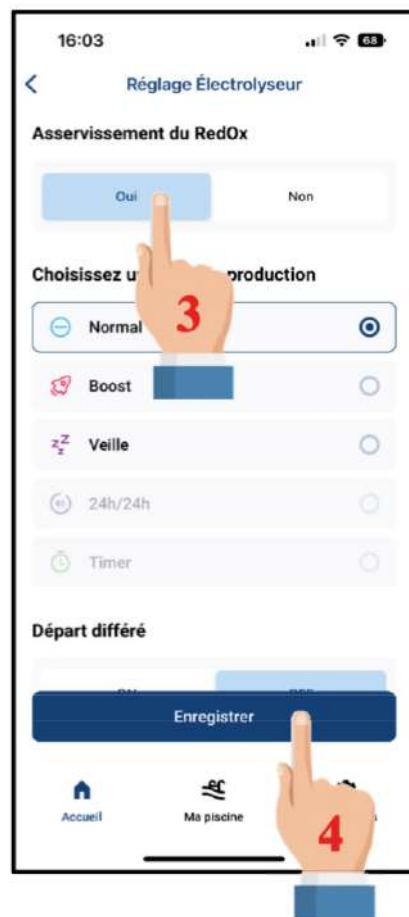 16:03 68
Réglage Électrolyseur
Asservissement du RedOx
Oui Non
Choisissez production
3
Normal
Boost
Veille
24h/24h
Timer
Départ différé
Enregistrer
Accueil Ma piscine
4